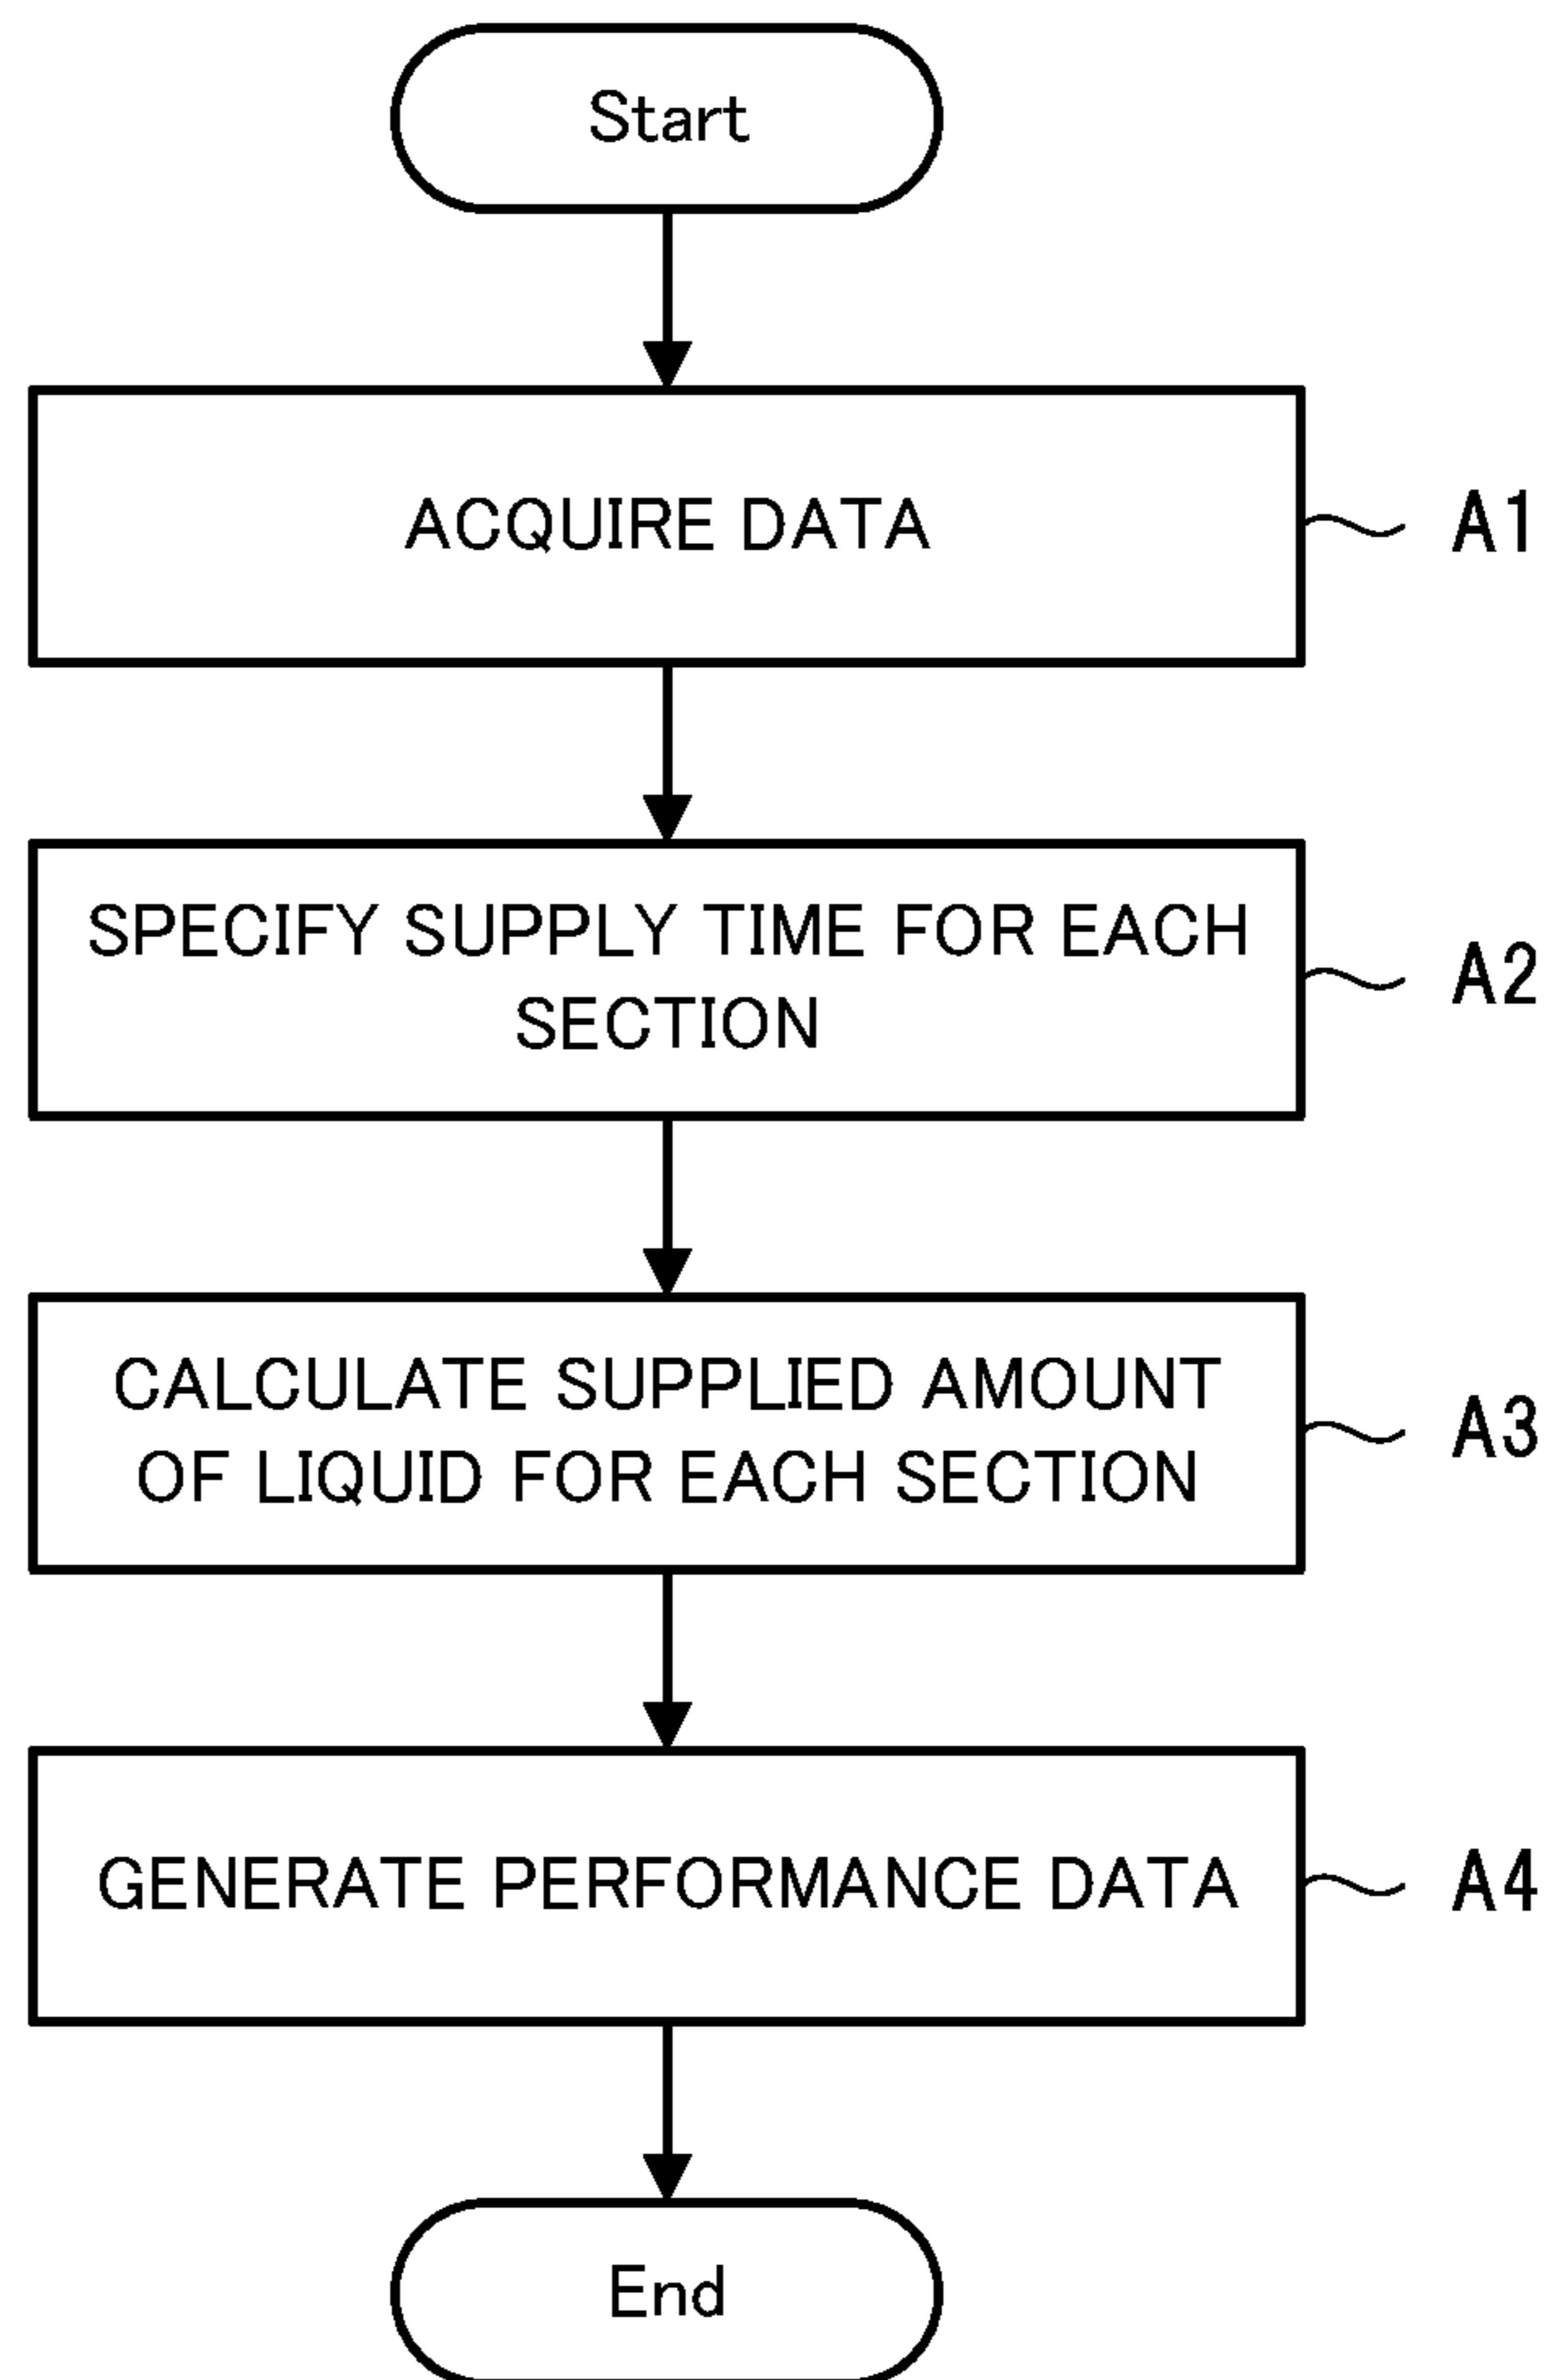 Start
ACQUIRE DATA
A1
SPECIFY SUPPLY TIME FOR EACH
SECTION
A2
CALCULATE SUPPLIED AMOUNT
OF LIQUID FOR EACH SECTION
A3
GENERATE PERFORMANCE DATA
A4
End